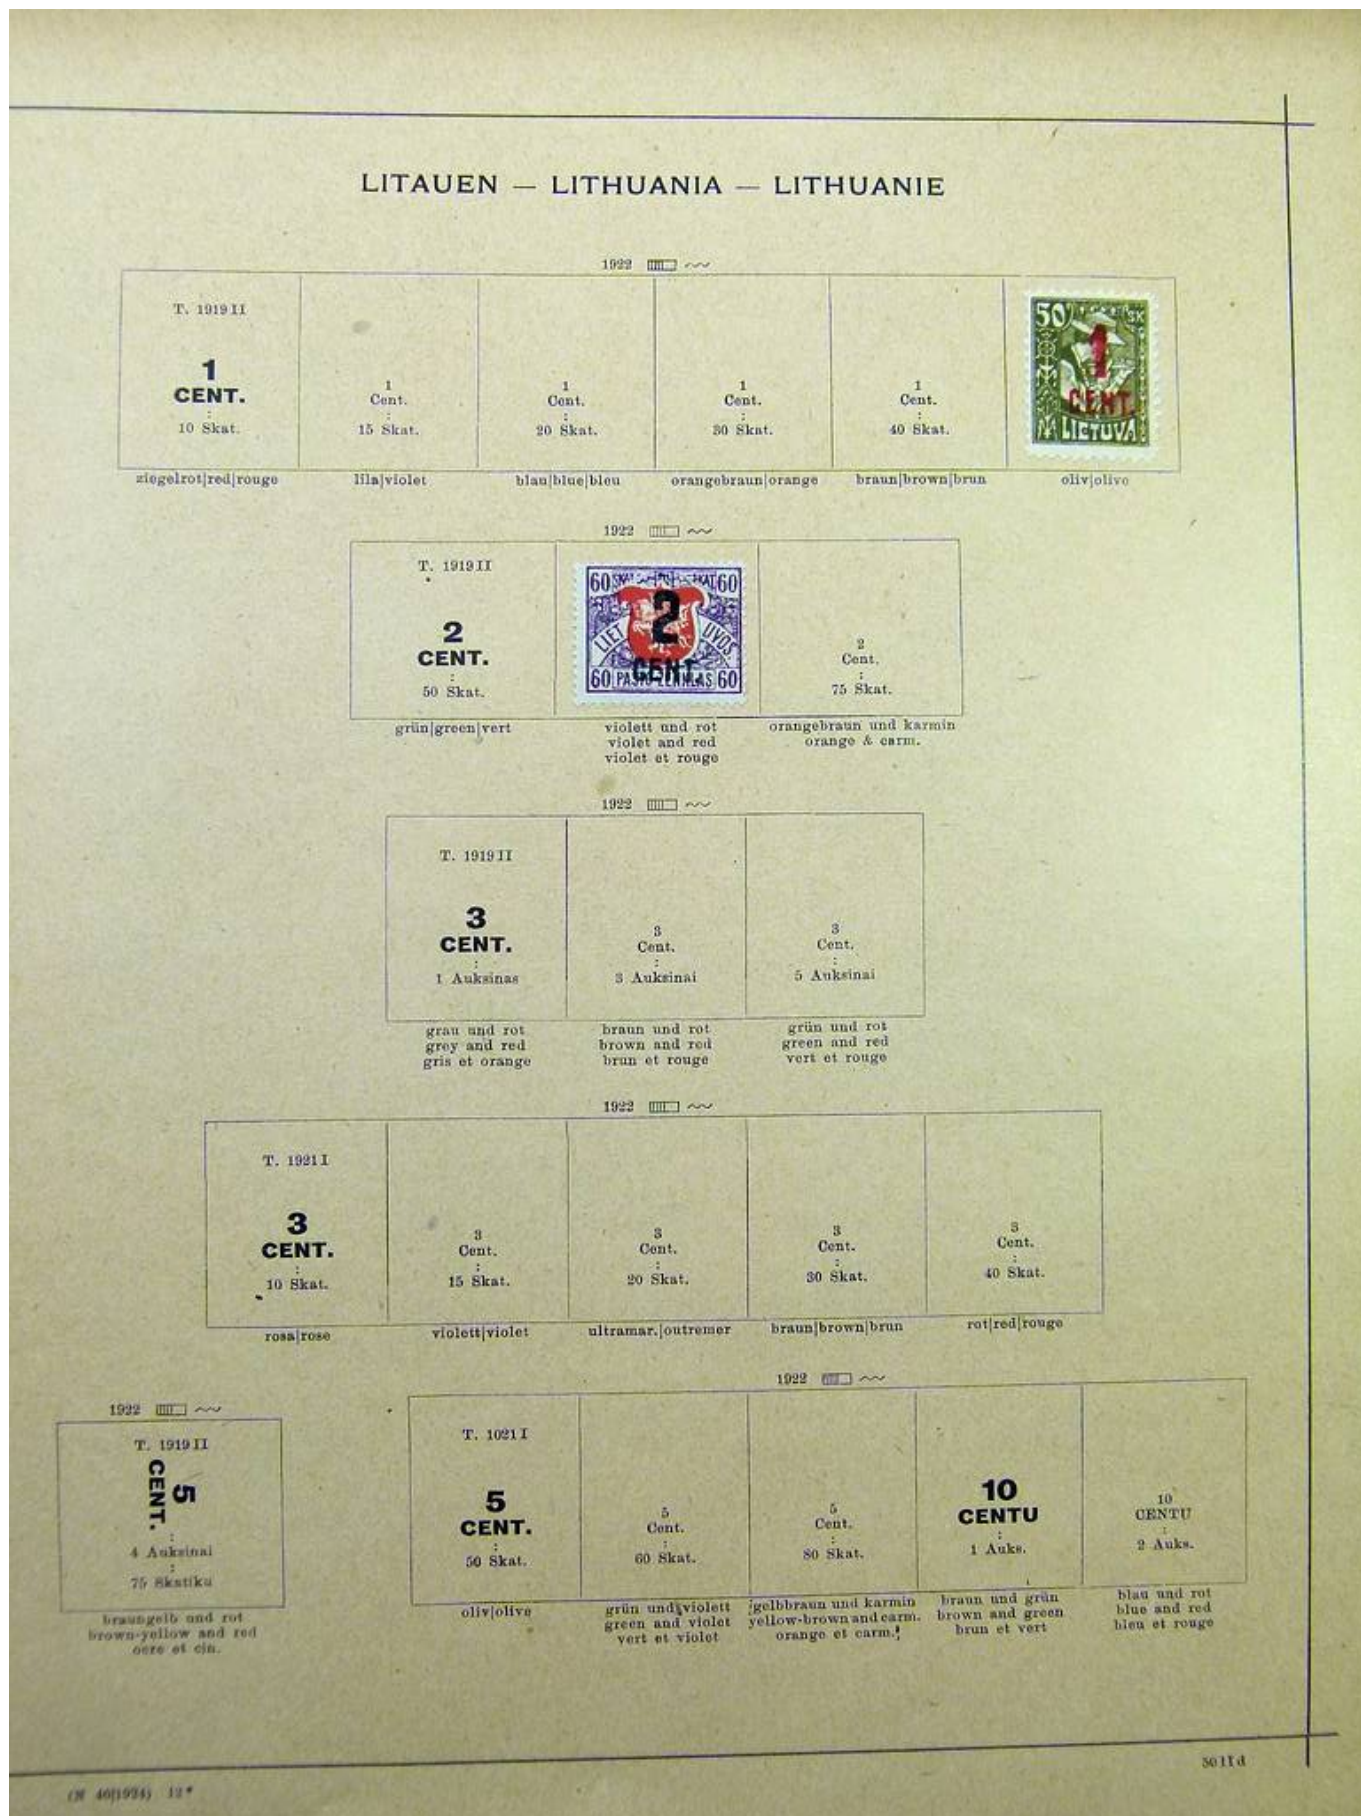 LITAUEN — LITHUANIA — LITHUANIE
1922
T. 1919 II
1
CENT.
:
10 Skat.
1
Cent.
:
15 Skat.
1
Cent.
:
20 Skat.
1
Cent.
:
30 Skat.
1
Cent.
:
40 Skat.
50 SK
1
CENT.
LIETUVA
ziegelrot|red|rouge
lila|violet
blau|blue|bleu
orangebraun|orange
braun|brown|brun
oliv|olive
1922
T. 1919 II
2
CENT.
:
50 Skat.
60 SKAT. SKAT. 60
2
LIETUVOS
CENT.
60 PAŠTO ŽENKLAS 60
2
Cent.
:
75 Skat.
grün|green|vert
violett und rot
violet and red
violet et rouge
orangebraun und karmin
orange & carm.
1922
T. 1919 II
3
CENT.
:
1 Auksinas
3
Cent.
:
3 Auksinai
3
Cent.
:
5 Auksinai
grau und rot
grey and red
gris et orange
braun und rot
brown and red
brun et rouge
grün und rot
green and red
vert et rouge
1922
T. 1921 I
3
CENT.
:
10 Skat.
3
Cent.
:
15 Skat.
3
Cent.
:
20 Skat.
3
Cent.
:
30 Skat.
3
Cent.
:
40 Skat.
rosa|rose
violett|violet
ultramar.|outremer
braun|brown|brun
rot|red|rouge
1922
T. 1919 II
5
CENT.
:
4 Auksinai
:
75 Skatiku
braungelb und rot
brown-yellow and red
ocre et cin.
1922
T. 1021 I
5
CENT.
:
50 Skat.
5
Cent.
:
60 Skat.
5
Cent.
:
80 Skat.
10
CENTU
:
1 Auks.
10
CENTU
:
2 Auks.
oliv|olive
grün und violett
green and violet
vert et violet
gelbbraun und karmin
yellow-brown and carm.
orange et carm.
braun und grün
brown and green
brun et vert
blau und rot
blue and red
bleu et rouge
50 II d
(N 40|1924) 12*